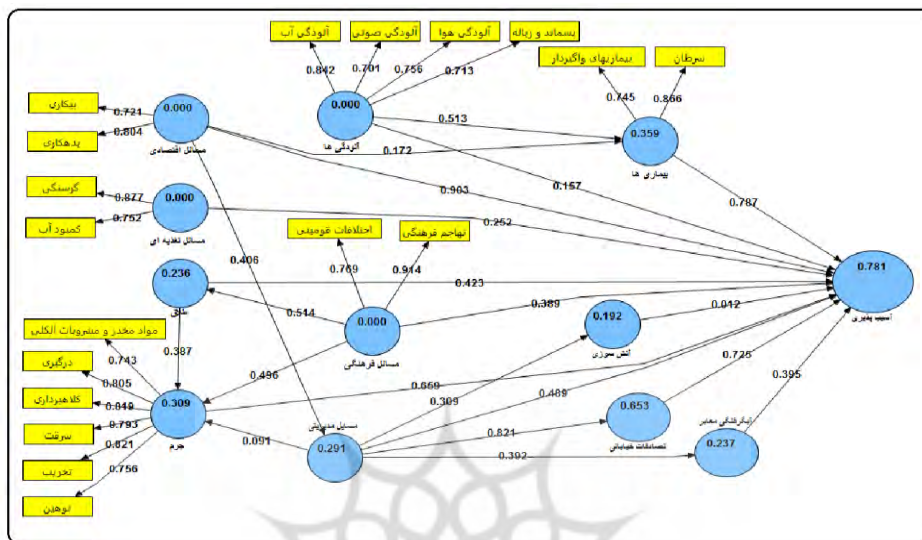 آلودگی آب
آلودگی صوتی
آلودگی هوا
پسماند و زباله
0.842
0.701
0.756
0.713
بیماریهای واگیردار
سرطان
0.745
0.866
بیکاری
0.721
0.000
بدهکاری
0.804
مسائل اقتصادی
0.000
آلودگی ها
0.513
0.172
0.359
بیماری ها
0.903
0.157
0.787
گرسنگی
0.877
0.000
کمبود آب
0.752
مسائل تغذیه ای
0.252
اختلافات قومیتی
تهاجم فرهنگی
0.769
0.914
0.406
0.236
طلاق
0.423
0.781
آسیب پذیری
0.514
0.000
مسائل فرهنگی
0.389
0.192
آتش سوزی
0.012
مواد مخدر و مشروبات الکلی
0.743
0.387
درگیری
0.805
0.496
کلاهبرداری
0.819
0.309
جرم
سرقت
0.793
تخریب
0.821
توهین
0.756
0.669
0.309
0.489
0.725
0.395
0.091
مسایل مدیریتی
0.291
0.821
0.653
تصادفات خیابانی
0.392
آبگرفتگی معابر
0.237